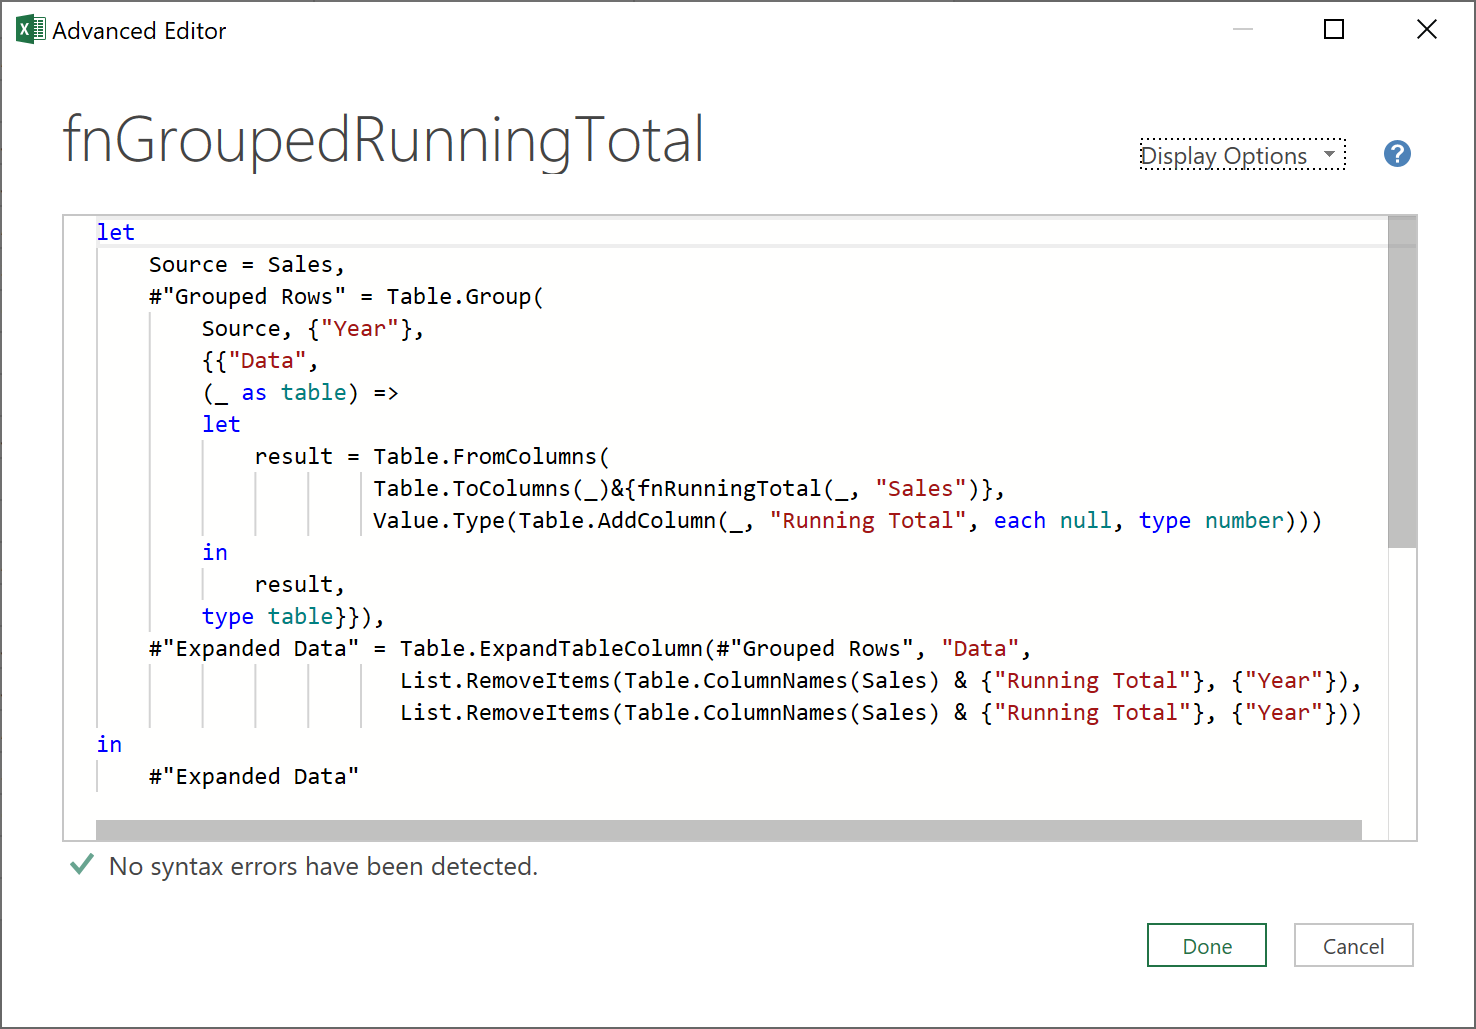 Advanced Editor
fnGroupedRunningTotal
Display Options
?
let
    Source = Sales,
    #"Grouped Rows" = Table.Group(
        Source, {"Year"},
        {{"Data",
        (_ as table) =>
        let
            result = Table.FromColumns(
                     Table.ToColumns(_)&{fnRunningTotal(_, "Sales")},
                     Value.Type(Table.AddColumn(_, "Running Total", each null, type number)))
        in
            result,
        type table}}),
    #"Expanded Data" = Table.ExpandTableColumn(#"Grouped Rows", "Data",
                       List.RemoveItems(Table.ColumnNames(Sales) & {"Running Total"}, {"Year"}),
                       List.RemoveItems(Table.ColumnNames(Sales) & {"Running Total"}, {"Year"}))
in
    #"Expanded Data"
No syntax errors have been detected.
Done
Cancel